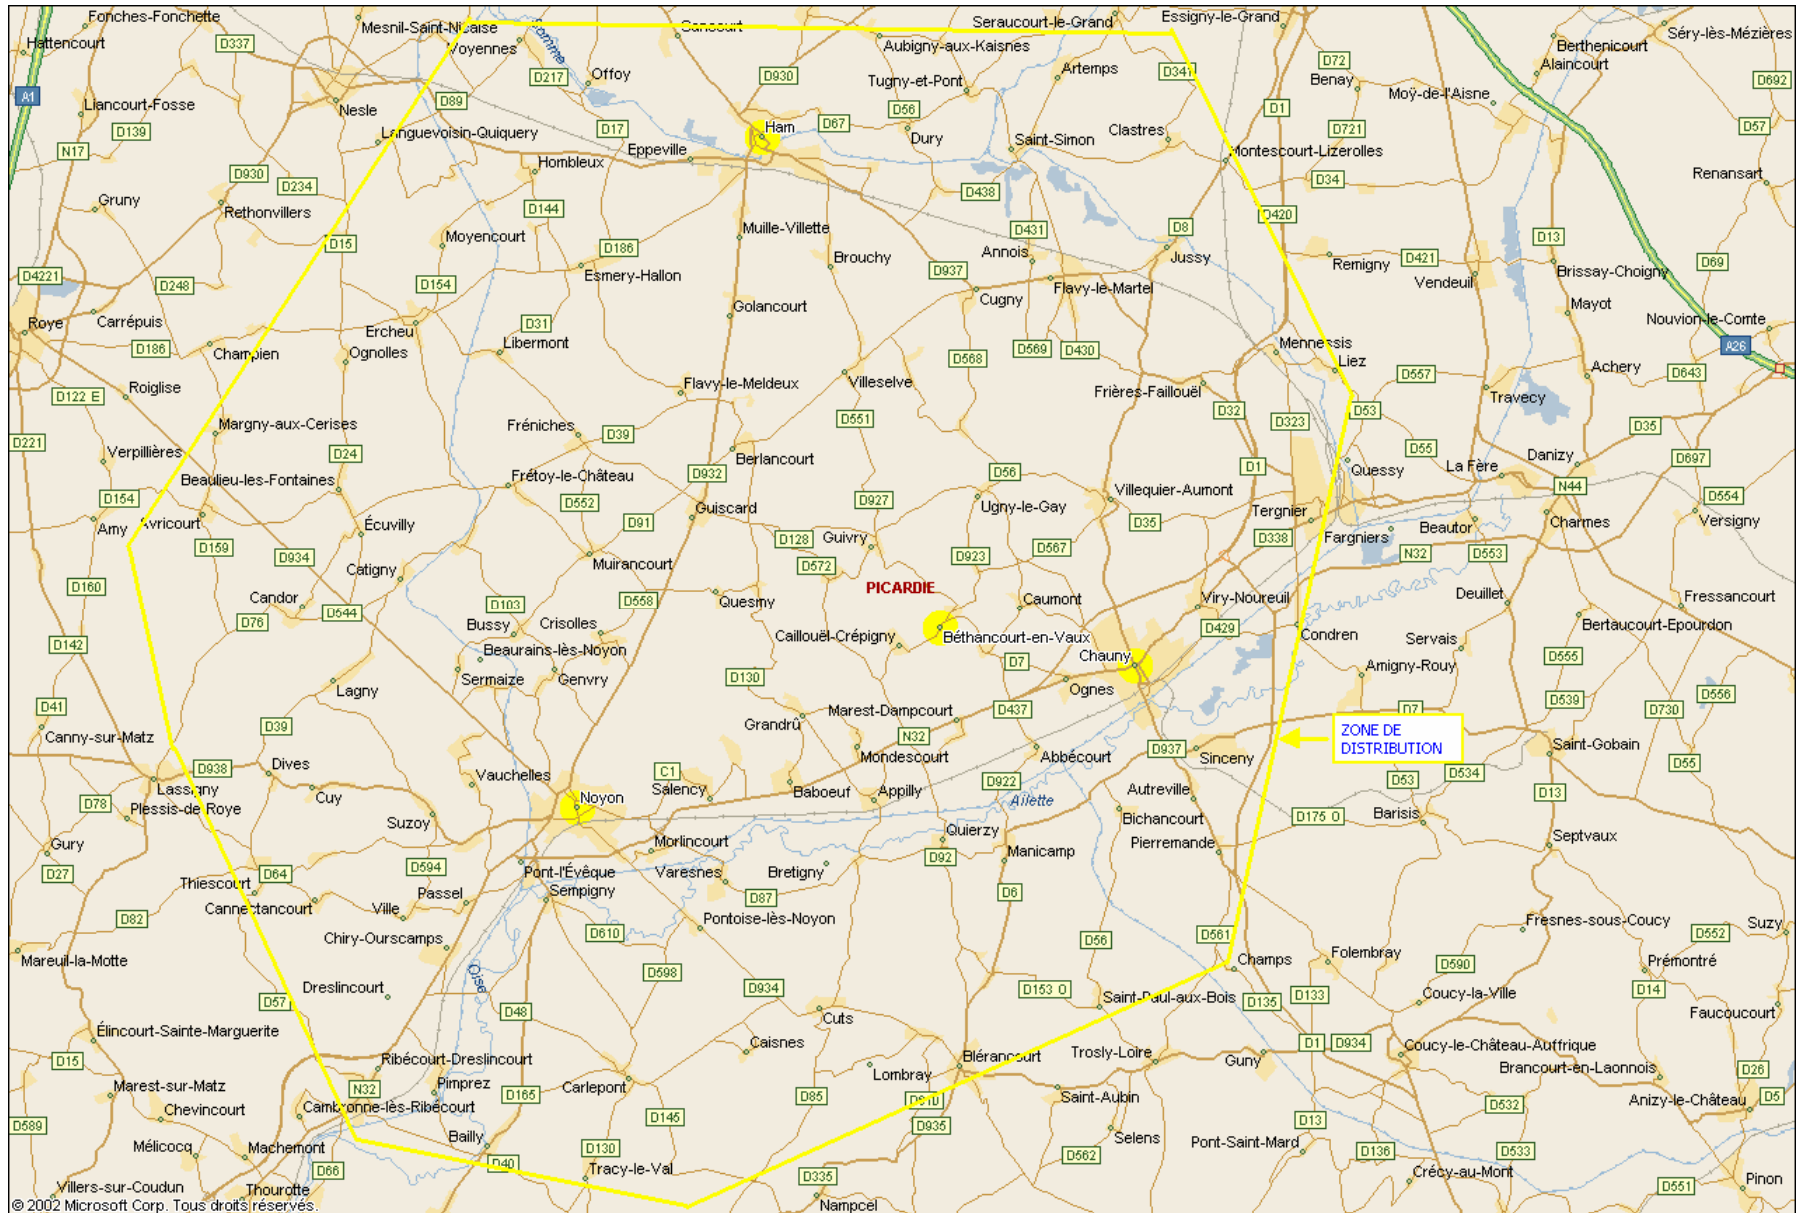 Fonches-Fonchette
Mesnil-Saint-Nicaise
Sancourt
Seraucourt-le-Grand
Essigny-le-Grand
Séry-lès-Mézières
Hattencourt
D337
Voyennes
Somme
Aubigny-aux-Kaisnes
Berthenicourt
D217
Offoy
D930
Tugny-et-Pont
Artemps
D341
D72
Benay
Alaincourt
D692
A1
Liancourt-Fosse
Nesle
D89
D56
D1
Moÿ-de-l'Aisne
D139
Languevoisin-Quiquery
D17
Ham
D67
Dury
Saint-Simon
Clastres
D721
D57
N17
Eppeville
Hombleux
Montescourt-Lizerolles
D930
D234
D438
D34
Renansart
Gruny
Rethonvillers
D144
D420
D15
Moyencourt
D186
Muille-Villette
D431
D8
D13
Annois
Jussy
Remigny
D421
D69
D4221
D248
D154
Esmery-Hallon
Brouchy
D937
Flavy-le-Martel
Vendeuil
Brissay-Choigny
Cugny
Roye
Carrépuis
Golancourt
Mayot
Nouvion-le-Comte
D31
Ercheu
D186
Champien
Ognolles
Libermont
D568
D569
D430
Mennessis
A26
Liez
D122 E
Roiglise
Flavy-le-Meldeux
Villeselve
Frières-Faillouël
D557
Achery
D643
Travecy
D221
Margny-aux-Cerises
Fréniches
D39
D551
D32
D323
D53
D35
Verpillières
D24
Berlancourt
D55
Beaulieu-les-Fontaines
Frétoy-le-Château
D932
D56
D1
Quessy
La Fère
Danizy
D697
D154
D552
D927
Villequier-Aumont
N44
D554
Amy
Avricourt
Écuvilly
D91
Guiscard
Ugny-le-Gay
D35
Tergnier
Beautor
Charmes
Versigny
D159
D934
D128
Guivry
D923
D567
D338
Fargniers
N32
D553
Catigny
Muirancourt
D572
D160
Candor
D544
D103
D558
Quesmy
PICARDIE
Caumont
Viry-Noureuil
Deuillet
Fressancourt
D76
Bussy
Crisolles
Béthancourt-en-Vaux
D429
Condren
Servais
Bertaucourt-Epourdon
D142
Beaurains-lès-Noyon
Caillouël-Crépigny
D7
Chauny
D555
Sermaize
Genvry
D130
Ognes
Amigny-Rouy
Lagny
D41
D39
Grandrû
Marest-Dampcourt
D437
D7
D539
D730
D556
Canny-sur-Matz
N32
Mondescourt
Abbécourt
D937
Sinceny
ZONE DE
DISTRIBUTION
Saint-Gobain
D938
Dives
Vauchelles
C1
D922
D53
D534
D55
Lassigny
Cuy
Noyon
Salency
Baboeuf
Appilly
Ailette
Autreville
D78
Plessis-de Roye
Suzoy
Bichancourt
D175 O
Barisis
D13
Gury
Morlincourt
Quierzy
Pierremande
Septvaux
D27
D64
D594
Pont-l'Évêque
Varesnes
Bretigny
D92
Manicamp
Thiescourt
Passel
Sempigny
D87
D6
Cannectancourt
Ville
D82
Pontoise-lès-Noyon
Fresnes-sous-Coucy
Suzy
Chiry-Ourscamps
D610
D56
D561
D552
Mareuil-la-Motte
Oise
D598
Champs
Folembray
D590
Prémontré
Dreslincourt
D57
D934
D153 O
Saint-Paul-aux-Bois
D135
D133
Coucy-la-Ville
D14
D48
Cuts
Faucoucourt
Élincourt-Sainte-Marguerite
D15
Ribécourt-Dreslincourt
Caisnes
Blérancourt
Trosly-Loire
Guny
D1
D934
Coucy-le-Château-Auffrique
N32
Pimprez
Carlepont
Lombray
Brancourt-en-Laonnois
D26
Marest-sur-Matz
D165
D85
D910
Saint-Aubin
D532
D5
Chevincourt
Cambronne-lès-Ribécourt
Anizy-le-Château
D589
D145
D935
D13
Mélicocq
Machemont
Bailly
D130
Selens
Pont-Saint-Mard
D136
D533
D66
D40
Tracy-le-Val
D562
D335
Crécy-au-Mont
D551
Pinon
Villers-sur-Coudun
Thourotte
Nampcel
© 2002 Microsoft Corp. Tous droits réservés.